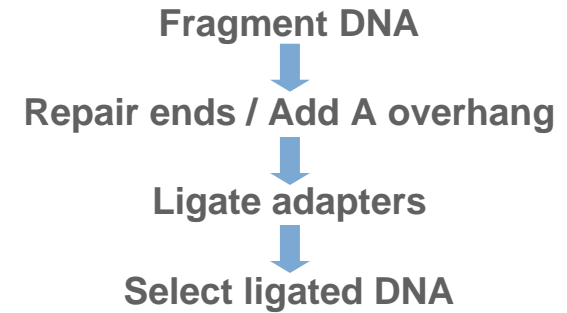 Fragment DNA
Repair ends / Add A overhang
Ligate adapters
Select ligated DNA